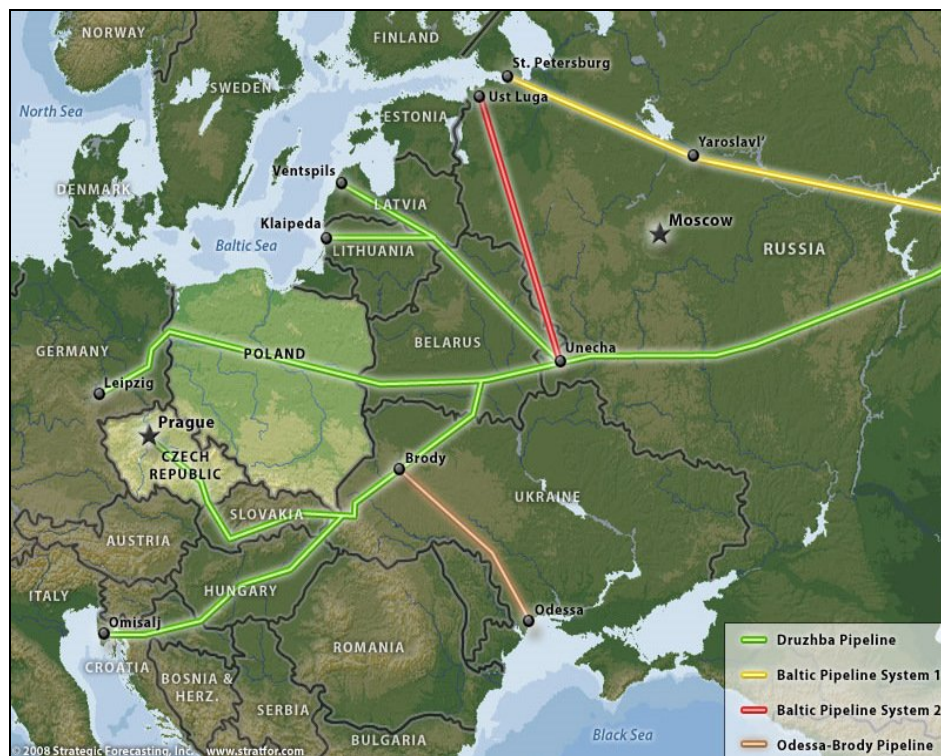 NORWAY
FINLAND
St. Petersburg
North Sea
SWEDEN
Ust Luga
ESTONIA
Yaroslavl'
Ventspils
DENMARK
LATVIA
Klaipeda
Moscow
Baltic Sea
LITHUANIA
RUSSIA
BELARUS
Unecha
GERMANY
POLAND
Leipzig
Prague
CZECH
REPUBLIC
Brody
UKRAINE
SLOVAKIA
AUSTRIA
HUNGARY
ITALY
Omisalj
Odessa
ROMANIA
CROATIA
BOSNIA &
HERZ.
SERBIA
BULGARIA
Black Sea
Druzhba Pipeline
Baltic Pipeline System 1
Baltic Pipeline System 2
Odessa-Brody Pipeline
© 2008 Strategic Forecasting, Inc. www.stratfor.com